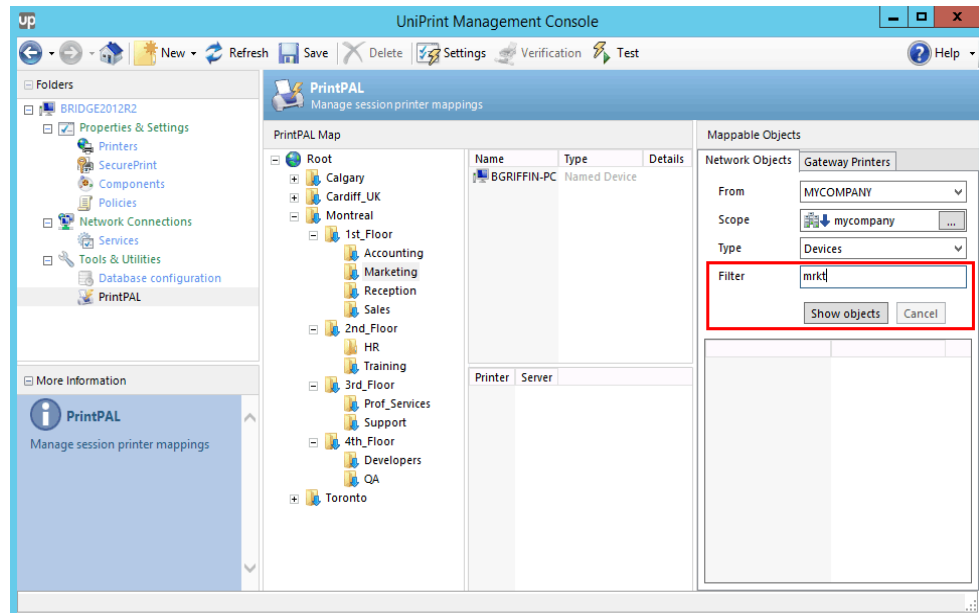 up
UniPrint Management Console
New Refresh Save Delete Settings Verification Test Help
Folders
BRIDGE2012R2
Properties & Settings
Printers
SecurePrint
Components
Policies
Network Connections
Services
Tools & Utilities
Database configuration
PrintPAL
More Information
PrintPAL
Manage session printer mappings
PrintPAL
Manage session printer mappings
PrintPAL Map
Root
Calgary
Cardiff_UK
Montreal
1st_Floor
Accounting
Marketing
Reception
Sales
2nd_Floor
HR
Training
3rd_Floor
Prof_Services
Support
4th_Floor
Developers
QA
Toronto
Name Type Details
BGRIFFIN-PC Named Device
Printer Server
Mappable Objects
Network Objects Gateway Printers
From MYCOMPANY
Scope mycompany ...
Type Devices
Filter mrkt
Show objects Cancel